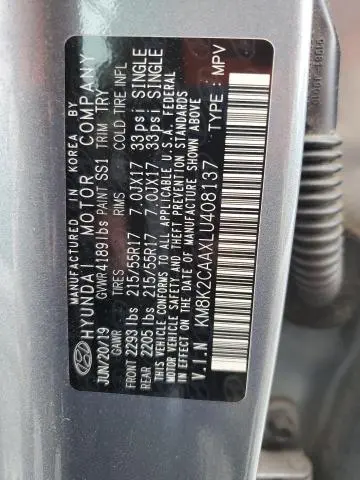 MANUFACTURED IN KOREA BY
HYUNDAI MOTOR COMPANY
JUN/20/19 GVWR 4189lbs PAINT SS1 TRIM TRY
GAWR TIRES RIMS COLD TIRE INFL
FRONT 2293 lbs 215/55R17 7.0JX17 33psi SINGLE
REAR 2205 lbs 215/55R17 7.0JX17 33psi SINGLE
THIS VEHICLE CONFORMS TO ALL APPLICABLE U.S.A. FEDERAL
MOTOR VEHICLE SAFETY, BUMPER, AND THEFT PREVENTION
STANDARDS IN EFFECT ON THE DATE OF MANUFACTURE SHOWN ABOVE.
V.I.N KM8K2CAAXLU408137 TYPE: MPV